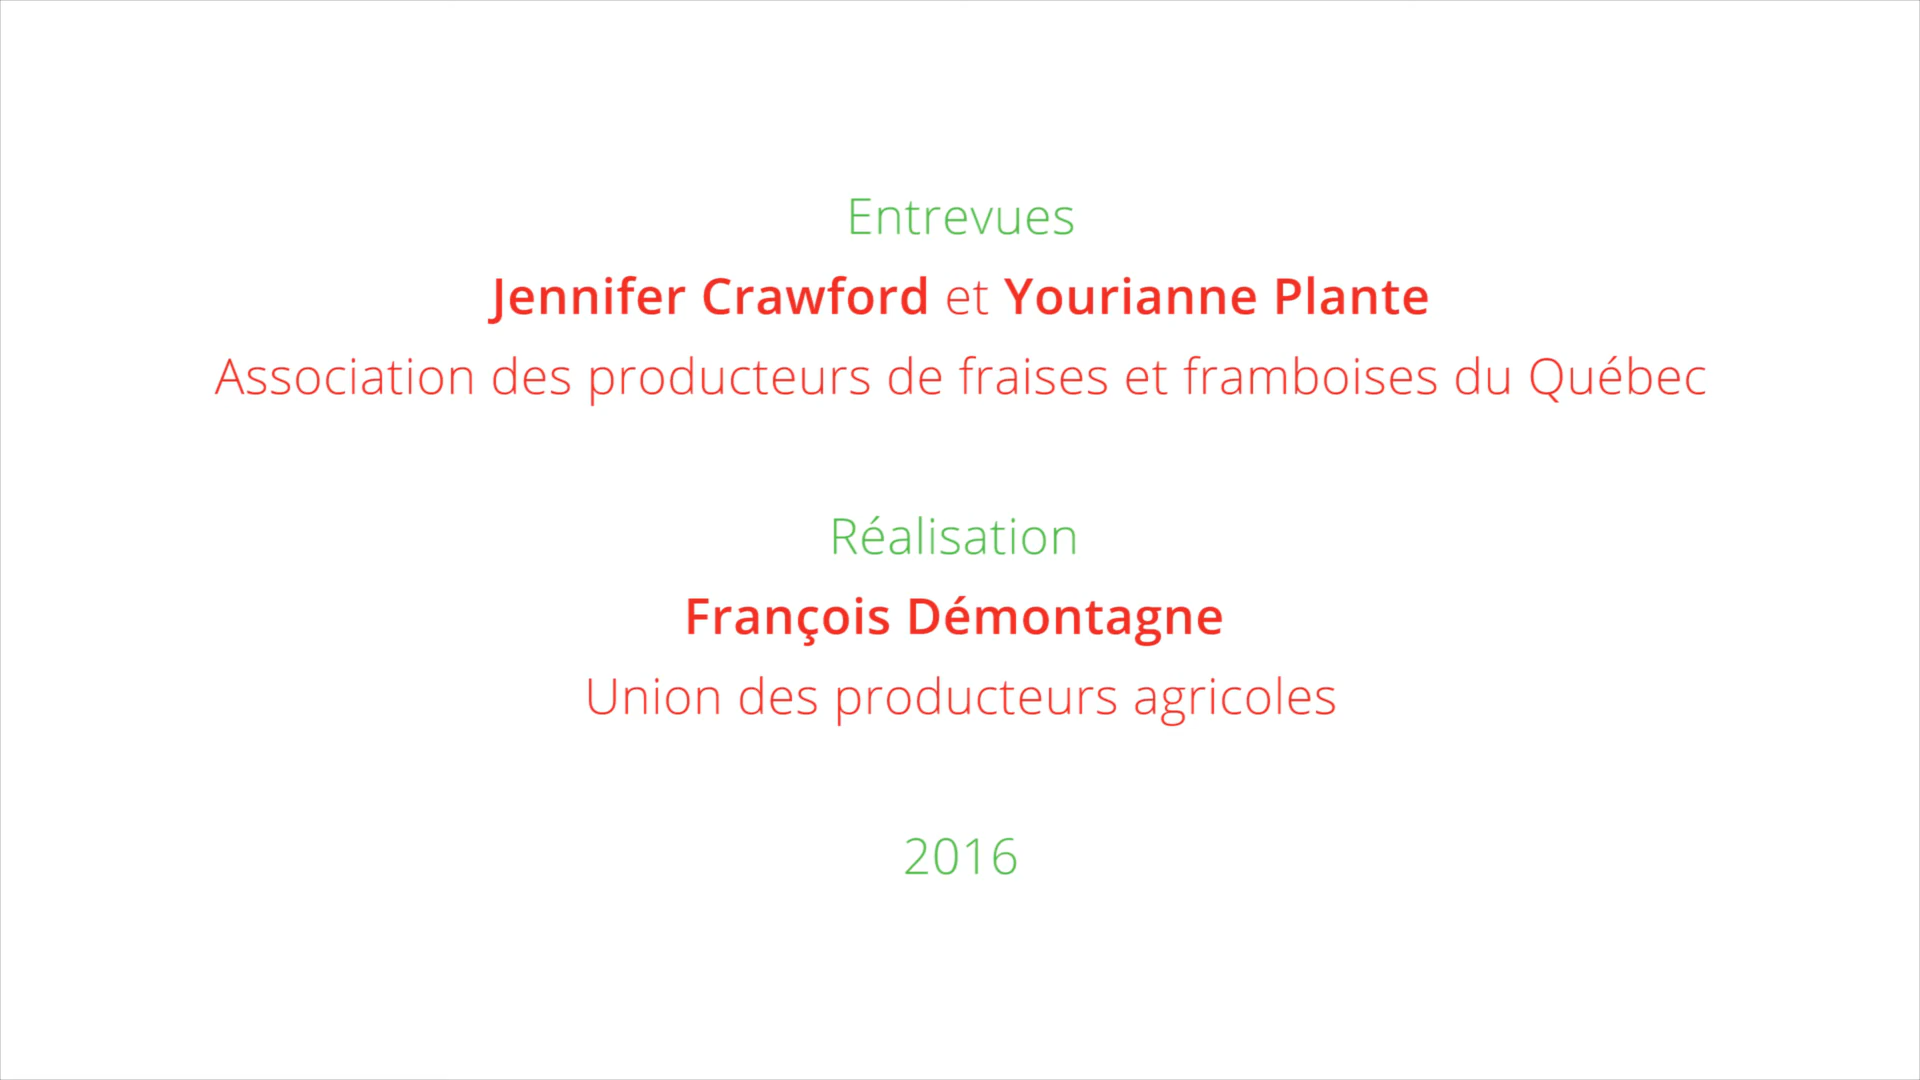 Entrevues
Jennifer Crawford et Yourianne Plante
Association des producteurs de fraises et framboises du Québec
Réalisation
François Démontagne
Union des producteurs agricoles
2016